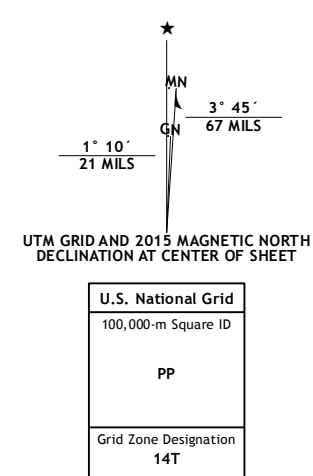 ★
MN
GN
3° 45´
67 MILS
1° 10´
21 MILS
UTM GRID AND 2015 MAGNETIC NORTH
DECLINATION AT CENTER OF SHEET
U.S. National Grid
100,000-m Square ID
PP
Grid Zone Designation
14T